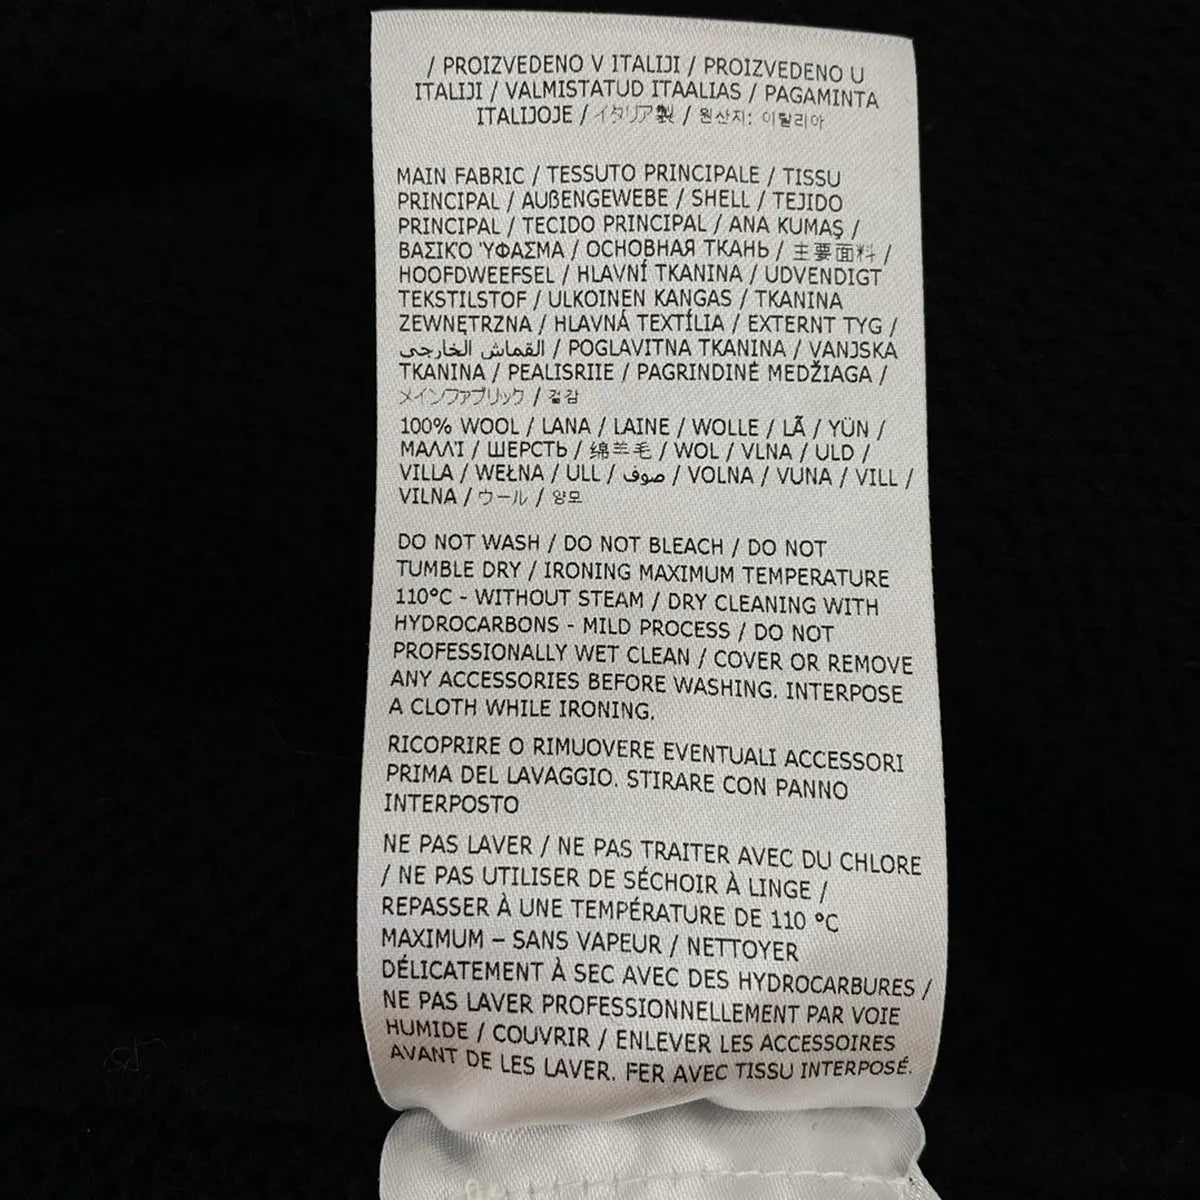 / PROIZVEDENO V ITALIJI / PROIZVEDENO U
ITALIJI / VALMISTATUD ITAALIAS / PAGAMINTA
ITALIJOJE / イタリア製 / 원산지: 이탈리아
MAIN FABRIC / TESSUTO PRINCIPALE / TISSU
PRINCIPAL / AUßENGEWEBE / SHELL / TEJIDO
PRINCIPAL / TECIDO PRINCIPAL / ANA KUMAŞ /
ΒΑΣΙΚΌ ΎΦΑΣΜΑ / ОСНОВНАЯ ТКАНЬ / 主要面料 /
HOOFDWEEFSEL / HLAVNÍ TKANINA / UDVENDIGT
TEKSTILSTOF / ULKOINEN KANGAS / TKANINA
ZEWNĘTRZNA / HLAVNÁ TEXTÍLIA / EXTERNT TYG /
القماش الخارجي / POGLAVITNA TKANINA / VANJSKA
TKANINA / PEALISRIIE / PAGRINDINĖ MEDŽIAGA /
メインファブリック / 겉감
100% WOOL / LANA / LAINE / WOLLE / LÃ / YÜN /
ΜΑΛΛΊ / ШЕРСТЬ / 绵羊毛 / WOL / VLNA / ULD /
VILLA / WEŁNA / ULL / صوف / VOLNA / VUNA / VILL /
VILNA / ウール / 양모
DO NOT WASH / DO NOT BLEACH / DO NOT
TUMBLE DRY / IRONING MAXIMUM TEMPERATURE
110°C - WITHOUT STEAM / DRY CLEANING WITH
HYDROCARBONS - MILD PROCESS / DO NOT
PROFESSIONALLY WET CLEAN / COVER OR REMOVE
ANY ACCESSORIES BEFORE WASHING. INTERPOSE
A CLOTH WHILE IRONING.
RICOPRIRE O RIMUOVERE EVENTUALI ACCESSORI
PRIMA DEL LAVAGGIO. STIRARE CON PANNO
INTERPOSTO
NE PAS LAVER / NE PAS TRAITER AVEC DU CHLORE
/ NE PAS UTILISER DE SÉCHOIR À LINGE /
REPASSER À UNE TEMPÉRATURE DE 110 °C
MAXIMUM – SANS VAPEUR / NETTOYER
DÉLICATEMENT À SEC AVEC DES HYDROCARBURES /
NE PAS LAVER PROFESSIONNELLEMENT PAR VOIE
HUMIDE / COUVRIR / ENLEVER LES ACCESSOIRES
AVANT DE LES LAVER. FER AVEC TISSU INTERPOSÉ.